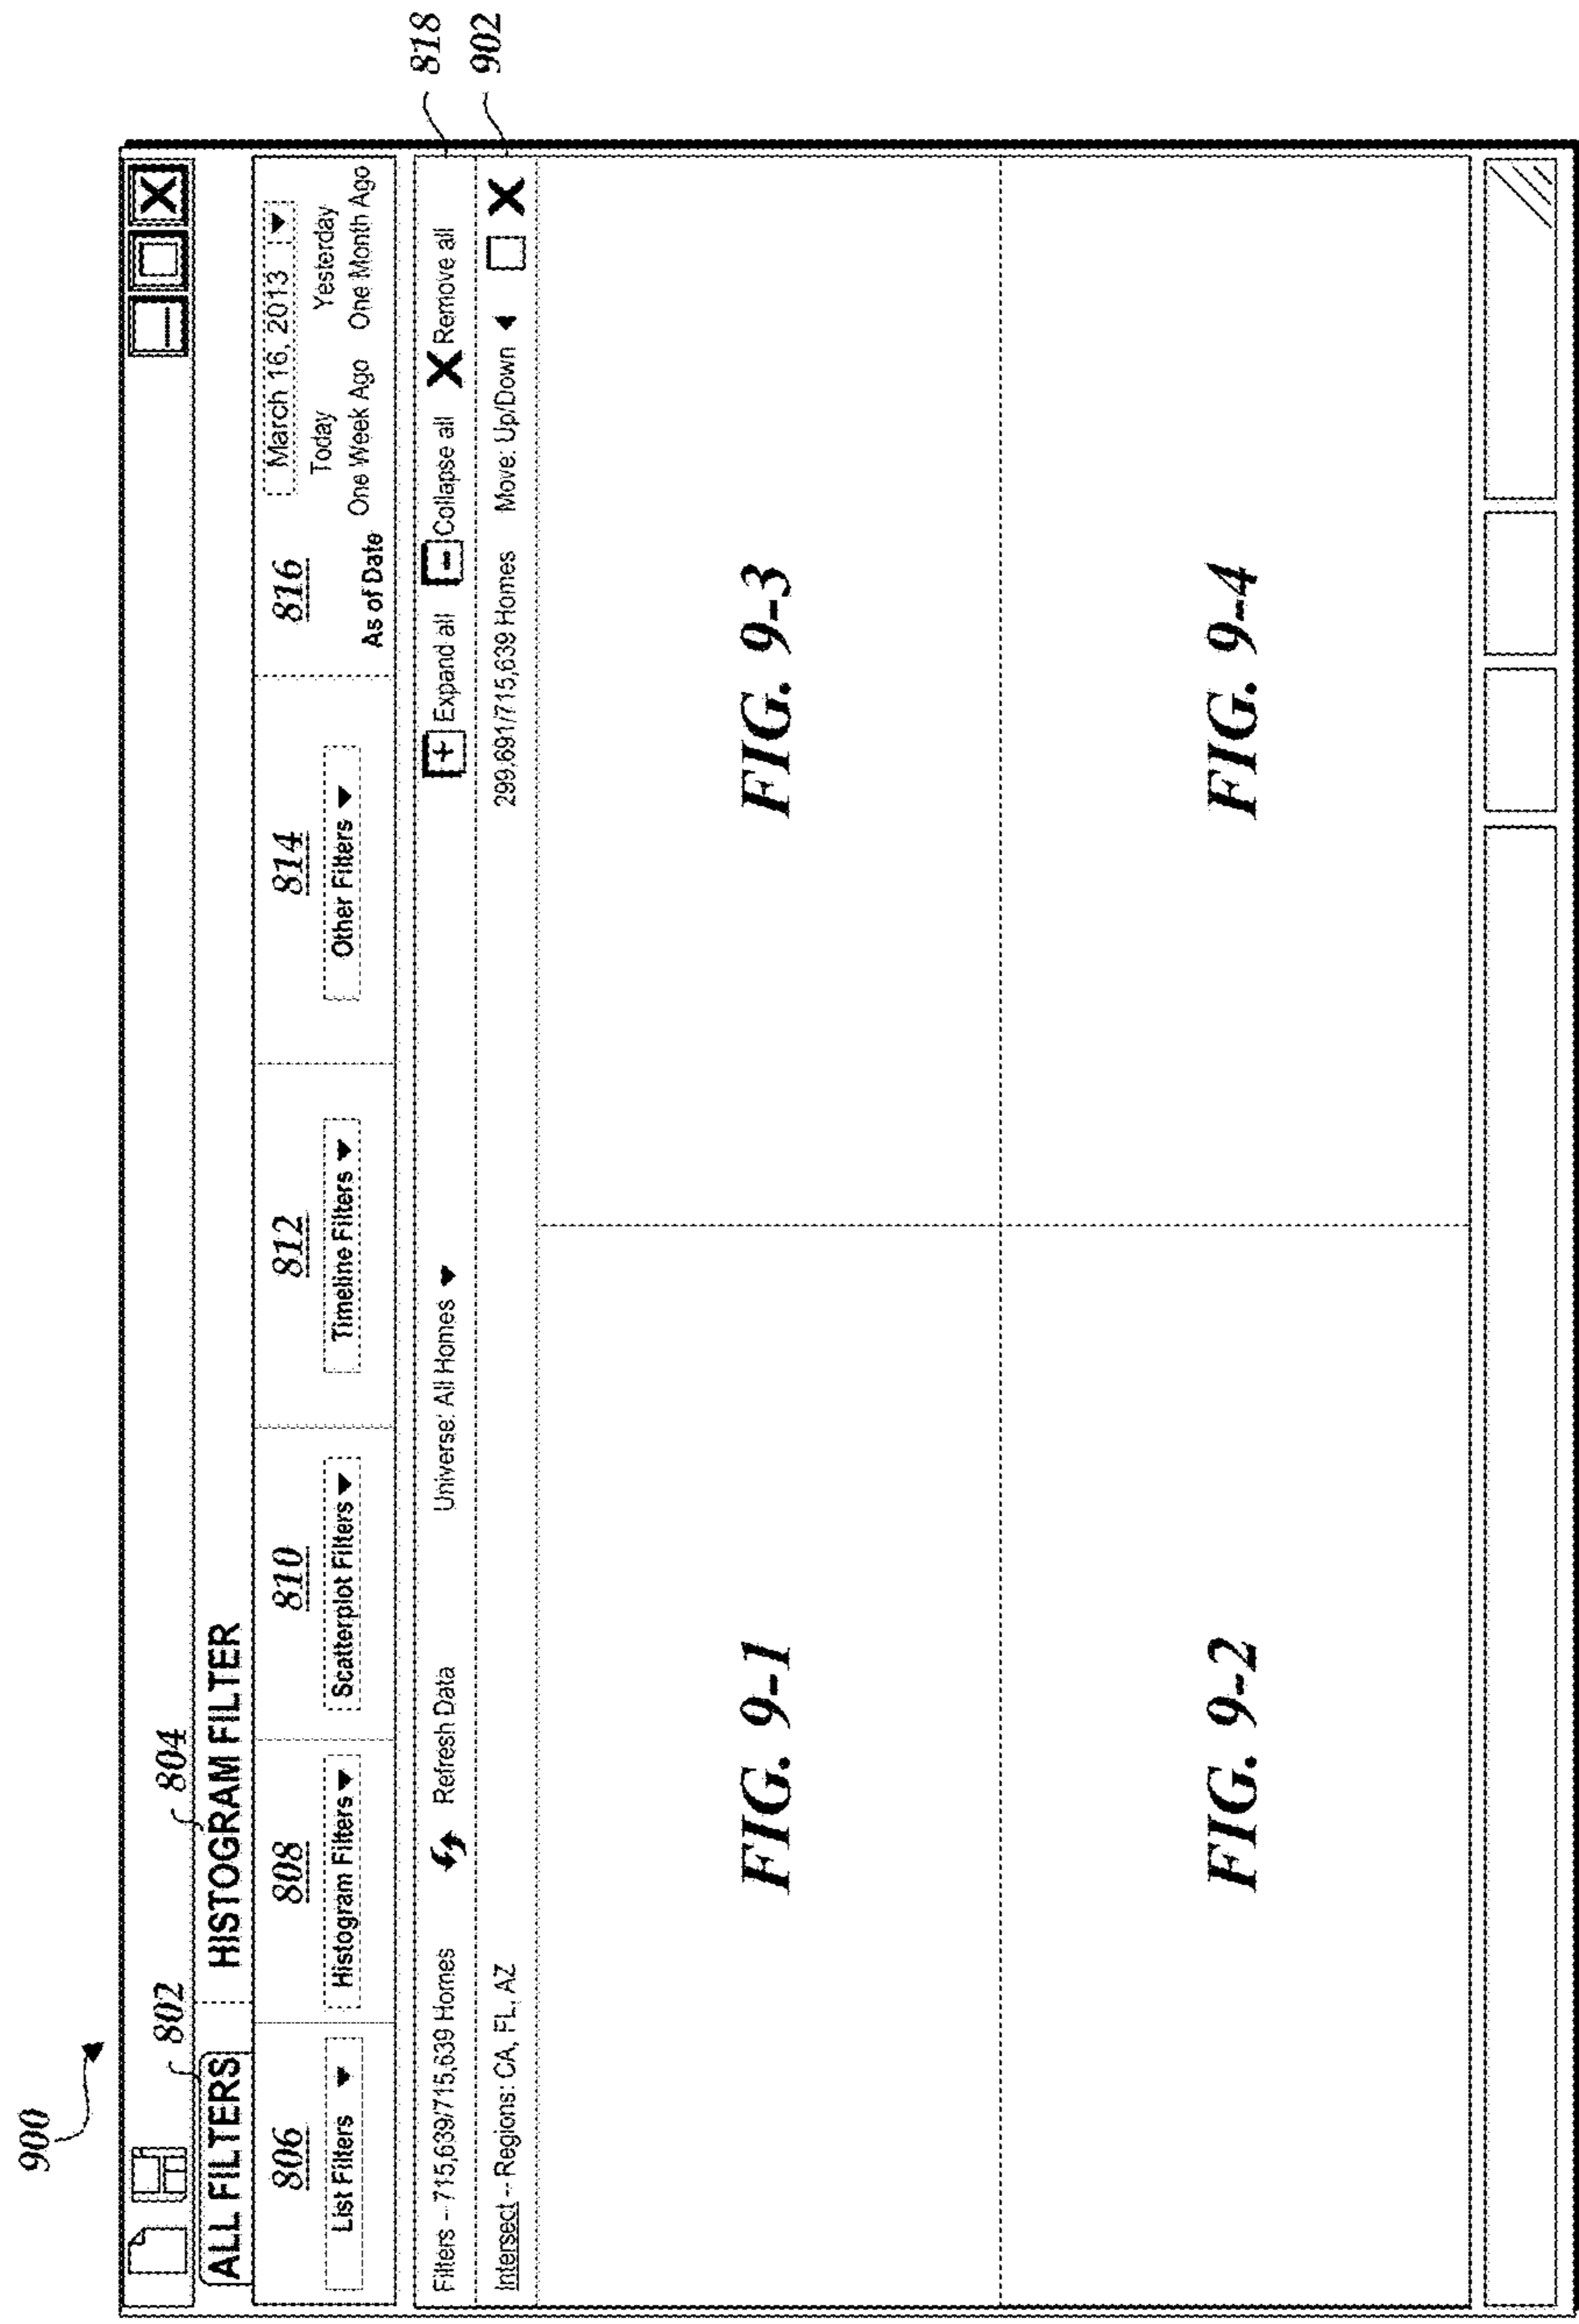 900
802
804
ALL FILTERS HISTOGRAM FILTER
806 808 810 812 814 816
List Filters Histogram Filters Scatterplot Filters Timeline Filters Other Filters
March 16, 2013
Today Yesterday
One Week Ago One Month Ago
As of Date
Filters -- 715,639/715,639 Homes Refresh Data Universe: All Homes + Expand all - Collapse all X Remove all
818
Intersect -- Regions: CA, FL, AZ 299,691/715,639 Homes Move: Up/Down X
902
FIG. 9-1 FIG. 9-3
FIG. 9-2 FIG. 9-4